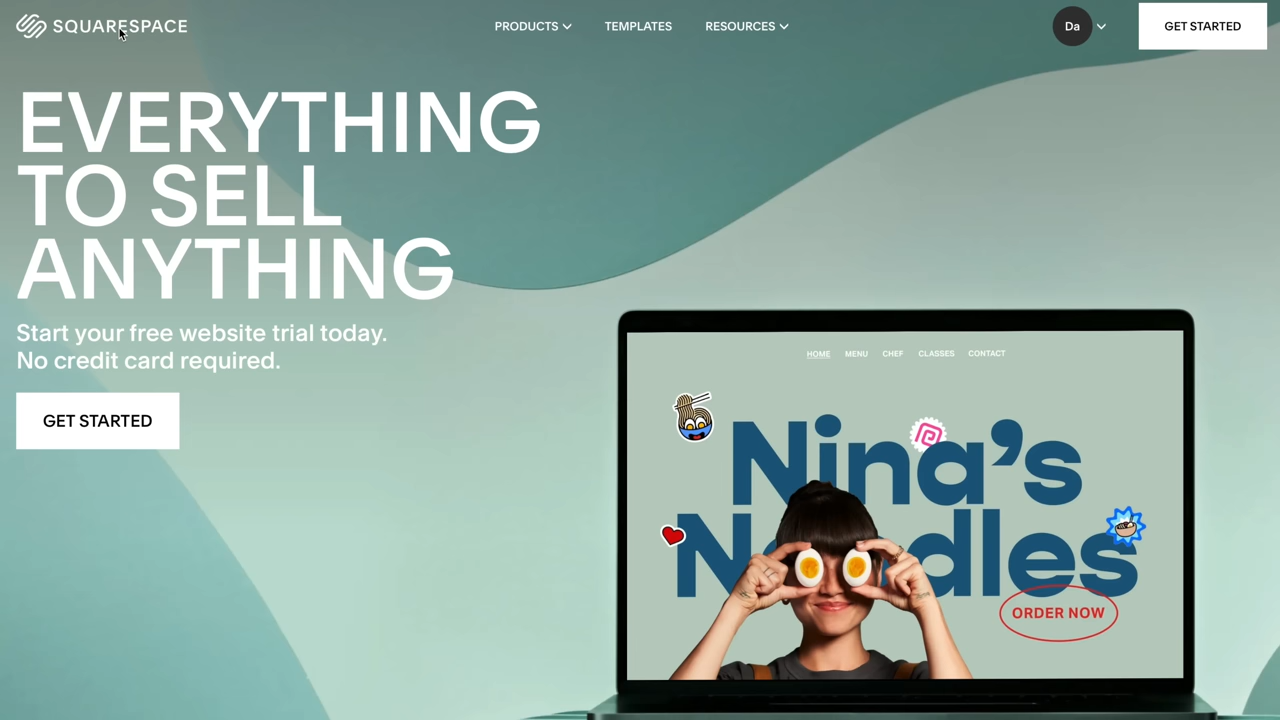 SQUARESPACE
PRODUCTS
TEMPLATES
RESOURCES
Da
GET STARTED
EVERYTHING
TO SELL
ANYTHING
Start your free website trial today.
No credit card required.
GET STARTED
HOME
MENU
CHEF
CLASSES
CONTACT
Nina's
Noodles
ORDER NOW